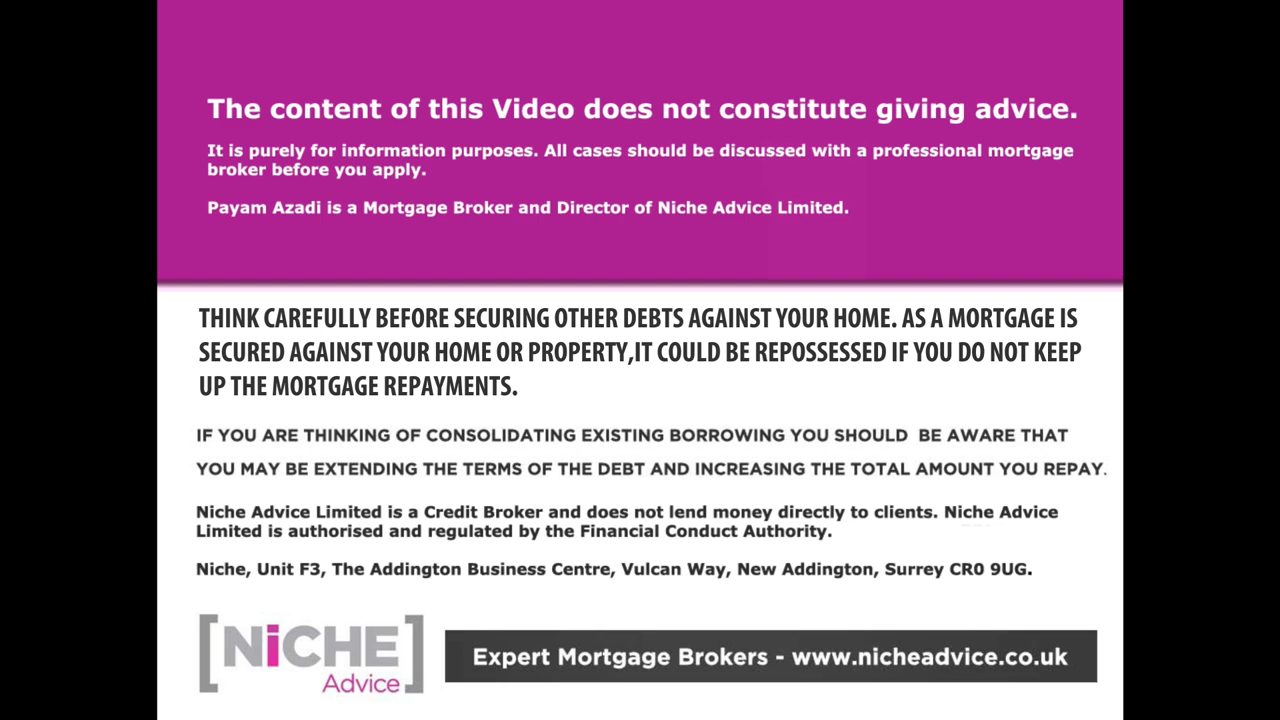 The content of this Video does not constitute giving advice.
It is purely for information purposes. All cases should be discussed with a professional mortgage
broker before you apply.
Payam Azadi is a Mortgage Broker and Director of Niche Advice Limited.
THINK CAREFULLY BEFORE SECURING OTHER DEBTS AGAINST YOUR HOME. AS A MORTGAGE IS
SECURED AGAINST YOUR HOME OR PROPERTY,IT COULD BE REPOSSESSED IF YOU DO NOT KEEP
UP THE MORTGAGE REPAYMENTS.
IF YOU ARE THINKING OF CONSOLIDATING EXISTING BORROWING YOU SHOULD  BE AWARE THAT
YOU MAY BE EXTENDING THE TERMS OF THE DEBT AND INCREASING THE TOTAL AMOUNT YOU REPAY.
Niche Advice Limited is a Credit Broker and does not lend money directly to clients. Niche Advice
Limited is authorised and regulated by the Financial Conduct Authority.
Niche, Unit F3, The Addington Business Centre, Vulcan Way, New Addington, Surrey CR0 9UG.
[NiCHE
Advice]
Expert Mortgage Brokers - www.nicheadvice.co.uk